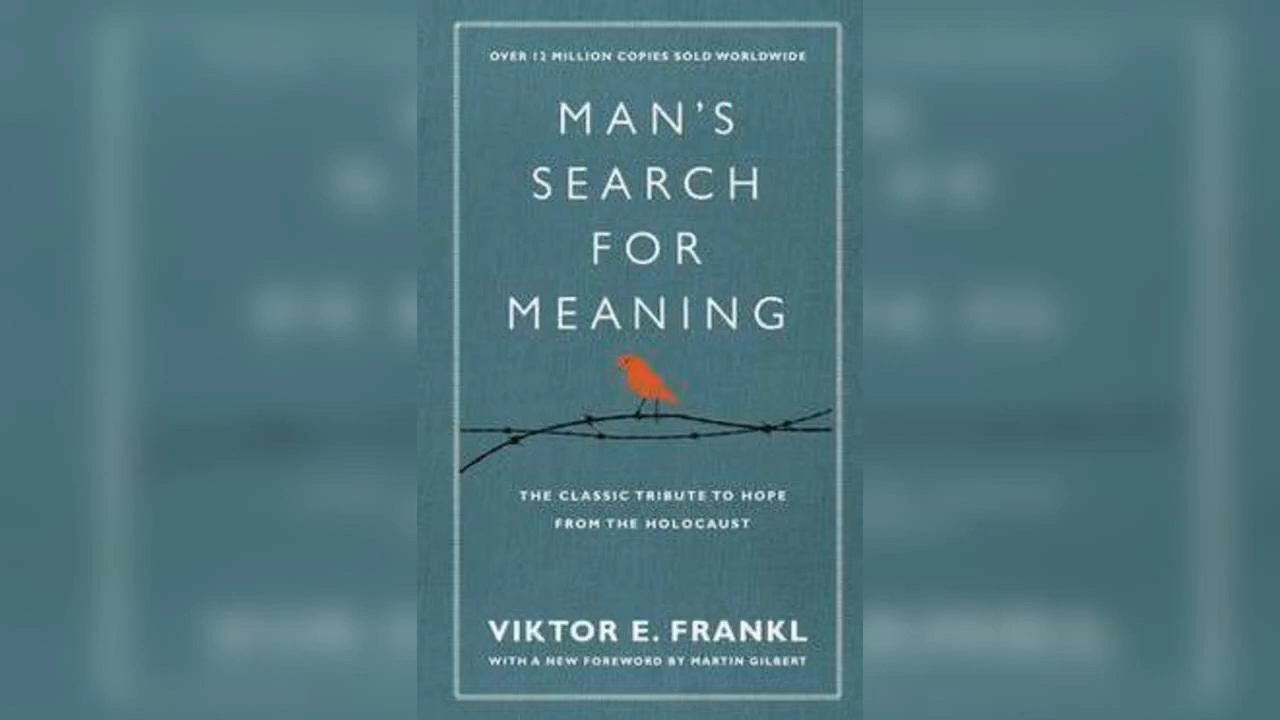 OVER 12 MILLION COPIES SOLD WORLDWIDE
MAN'S
SEARCH
FOR
MEANING
THE CLASSIC TRIBUTE TO HOPE
FROM THE HOLOCAUST
VIKTOR E. FRANKL
WITH A NEW FOREWORD BY MARTIN GILBERT